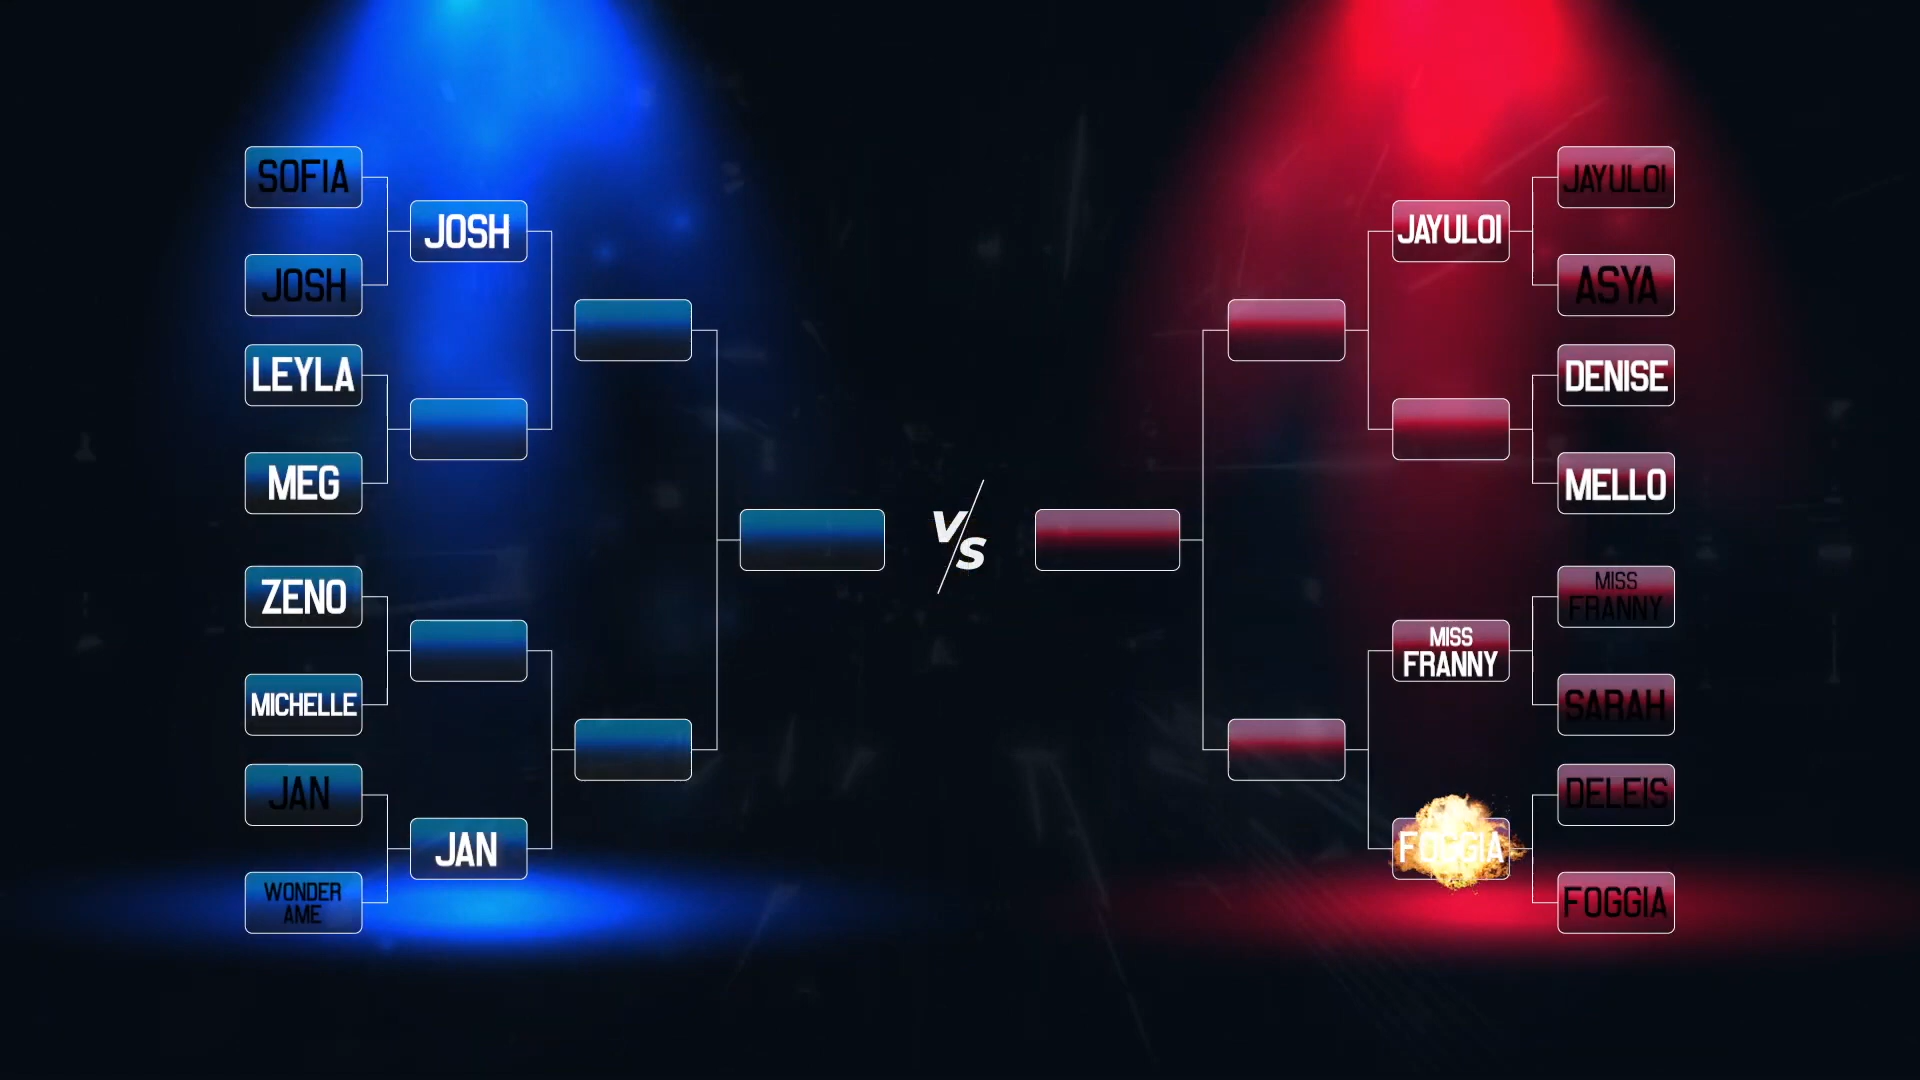 SOFIA
JOSH
LEYLA
MEG
ZENO
MICHELLE
JAN
WONDER
AME
JOSH
JAN
V/S
JAYULOI
MISS
FRANNY
FOGGIA
JAYULOI
ASYA
DENISE
MELLO
MISS
FRANNY
SARAH
DELEIS
FOGGIA